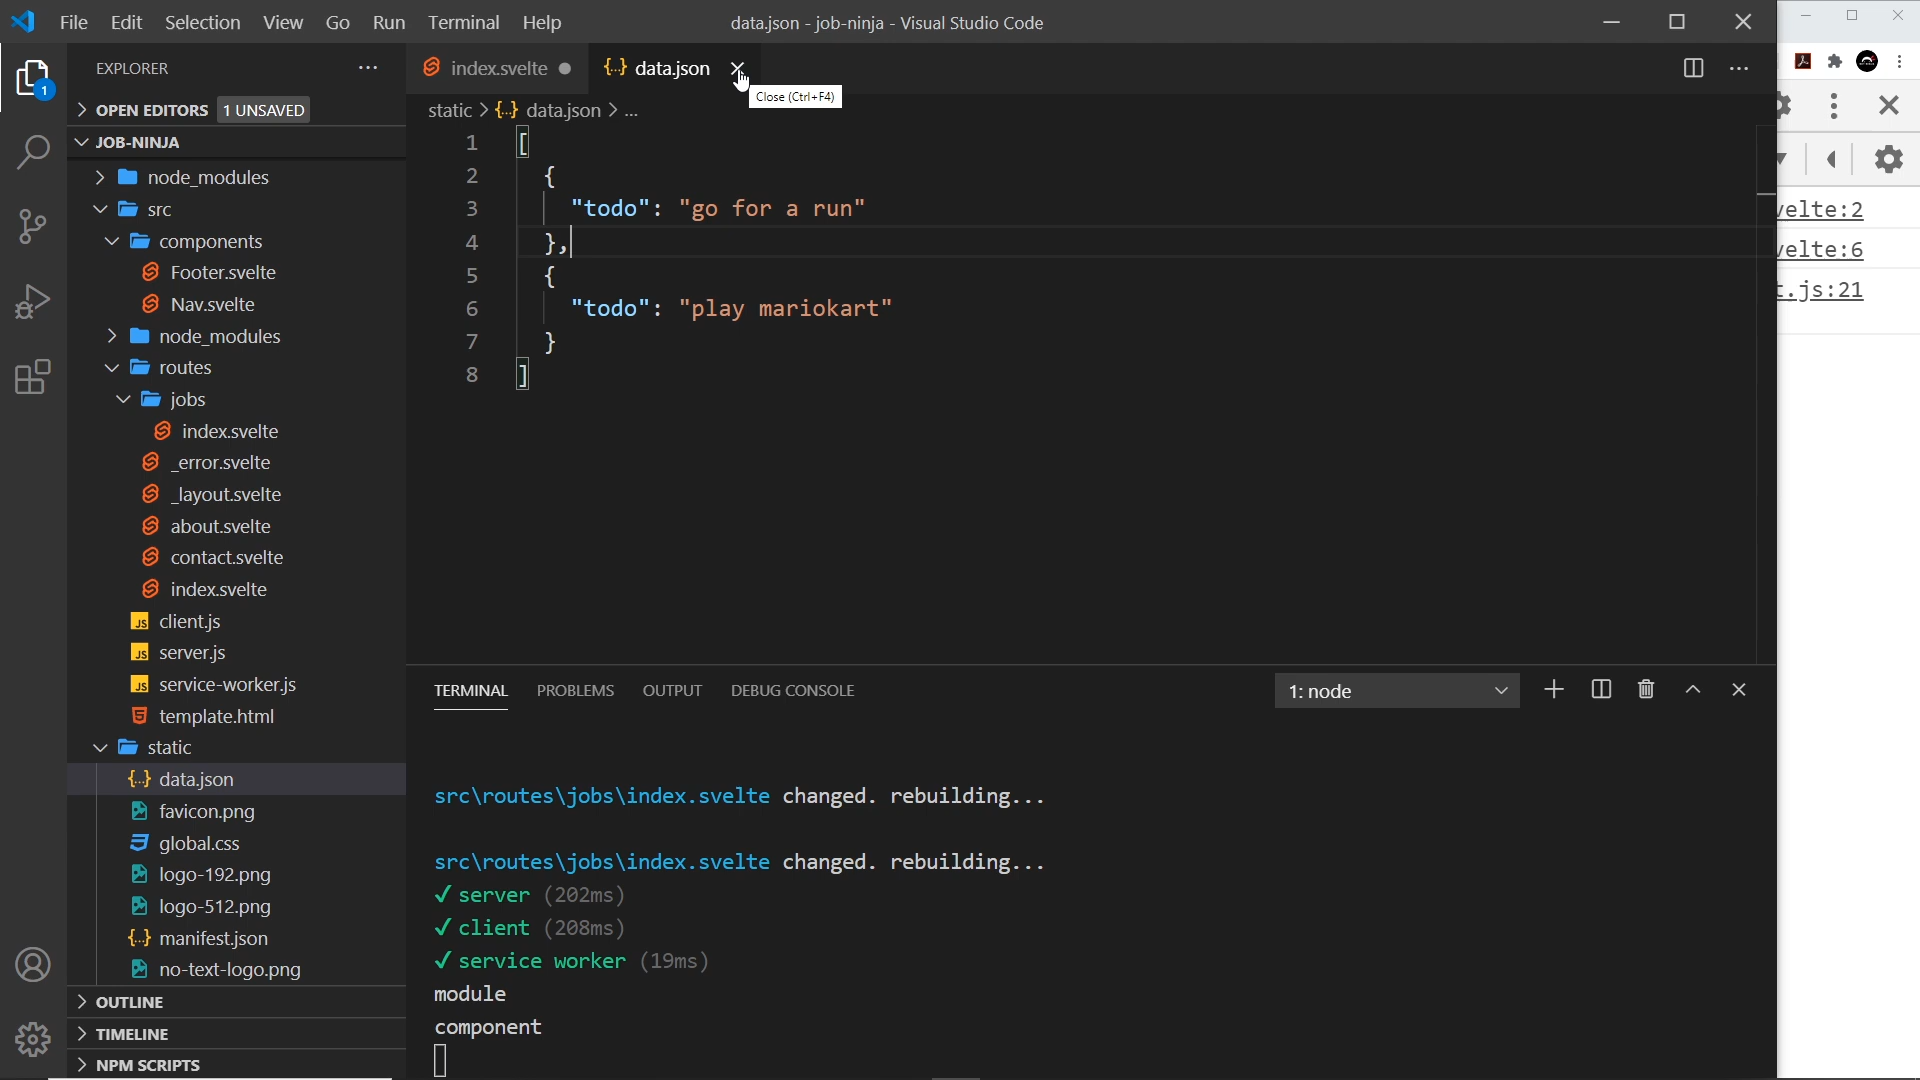 File Edit Selection View Go Run Terminal Help data.json - job-ninja - Visual Studio Code
EXPLORER
index.svelte
{..} data.json
Close (Ctrl+F4)
OPEN EDITORS 1 UNSAVED
static > {..} data.json > ...
JOB-NINJA
node_modules
src
components
Footer.svelte
Nav.svelte
node_modules
routes
jobs
index.svelte
_error.svelte
_layout.svelte
about.svelte
contact.svelte
index.svelte
JS client.js
JS server.js
JS service-worker.js
template.html
static
{..} data.json
favicon.png
global.css
logo-192.png
logo-512.png
{..} manifest.json
no-text-logo.png
OUTLINE
TIMELINE
NPM SCRIPTS
1
1 [
2 {
3 "todo": "go for a run"
4 },
5 {
6 "todo": "play mariokart"
7 }
8 ]
TERMINAL PROBLEMS OUTPUT DEBUG CONSOLE 1: node
src\routes\jobs\index.svelte changed. rebuilding...
src\routes\jobs\index.svelte changed. rebuilding...
✓ server (202ms)
✓ client (208ms)
✓ service worker (19ms)
module
component
velte:2
velte:6
t.js:21